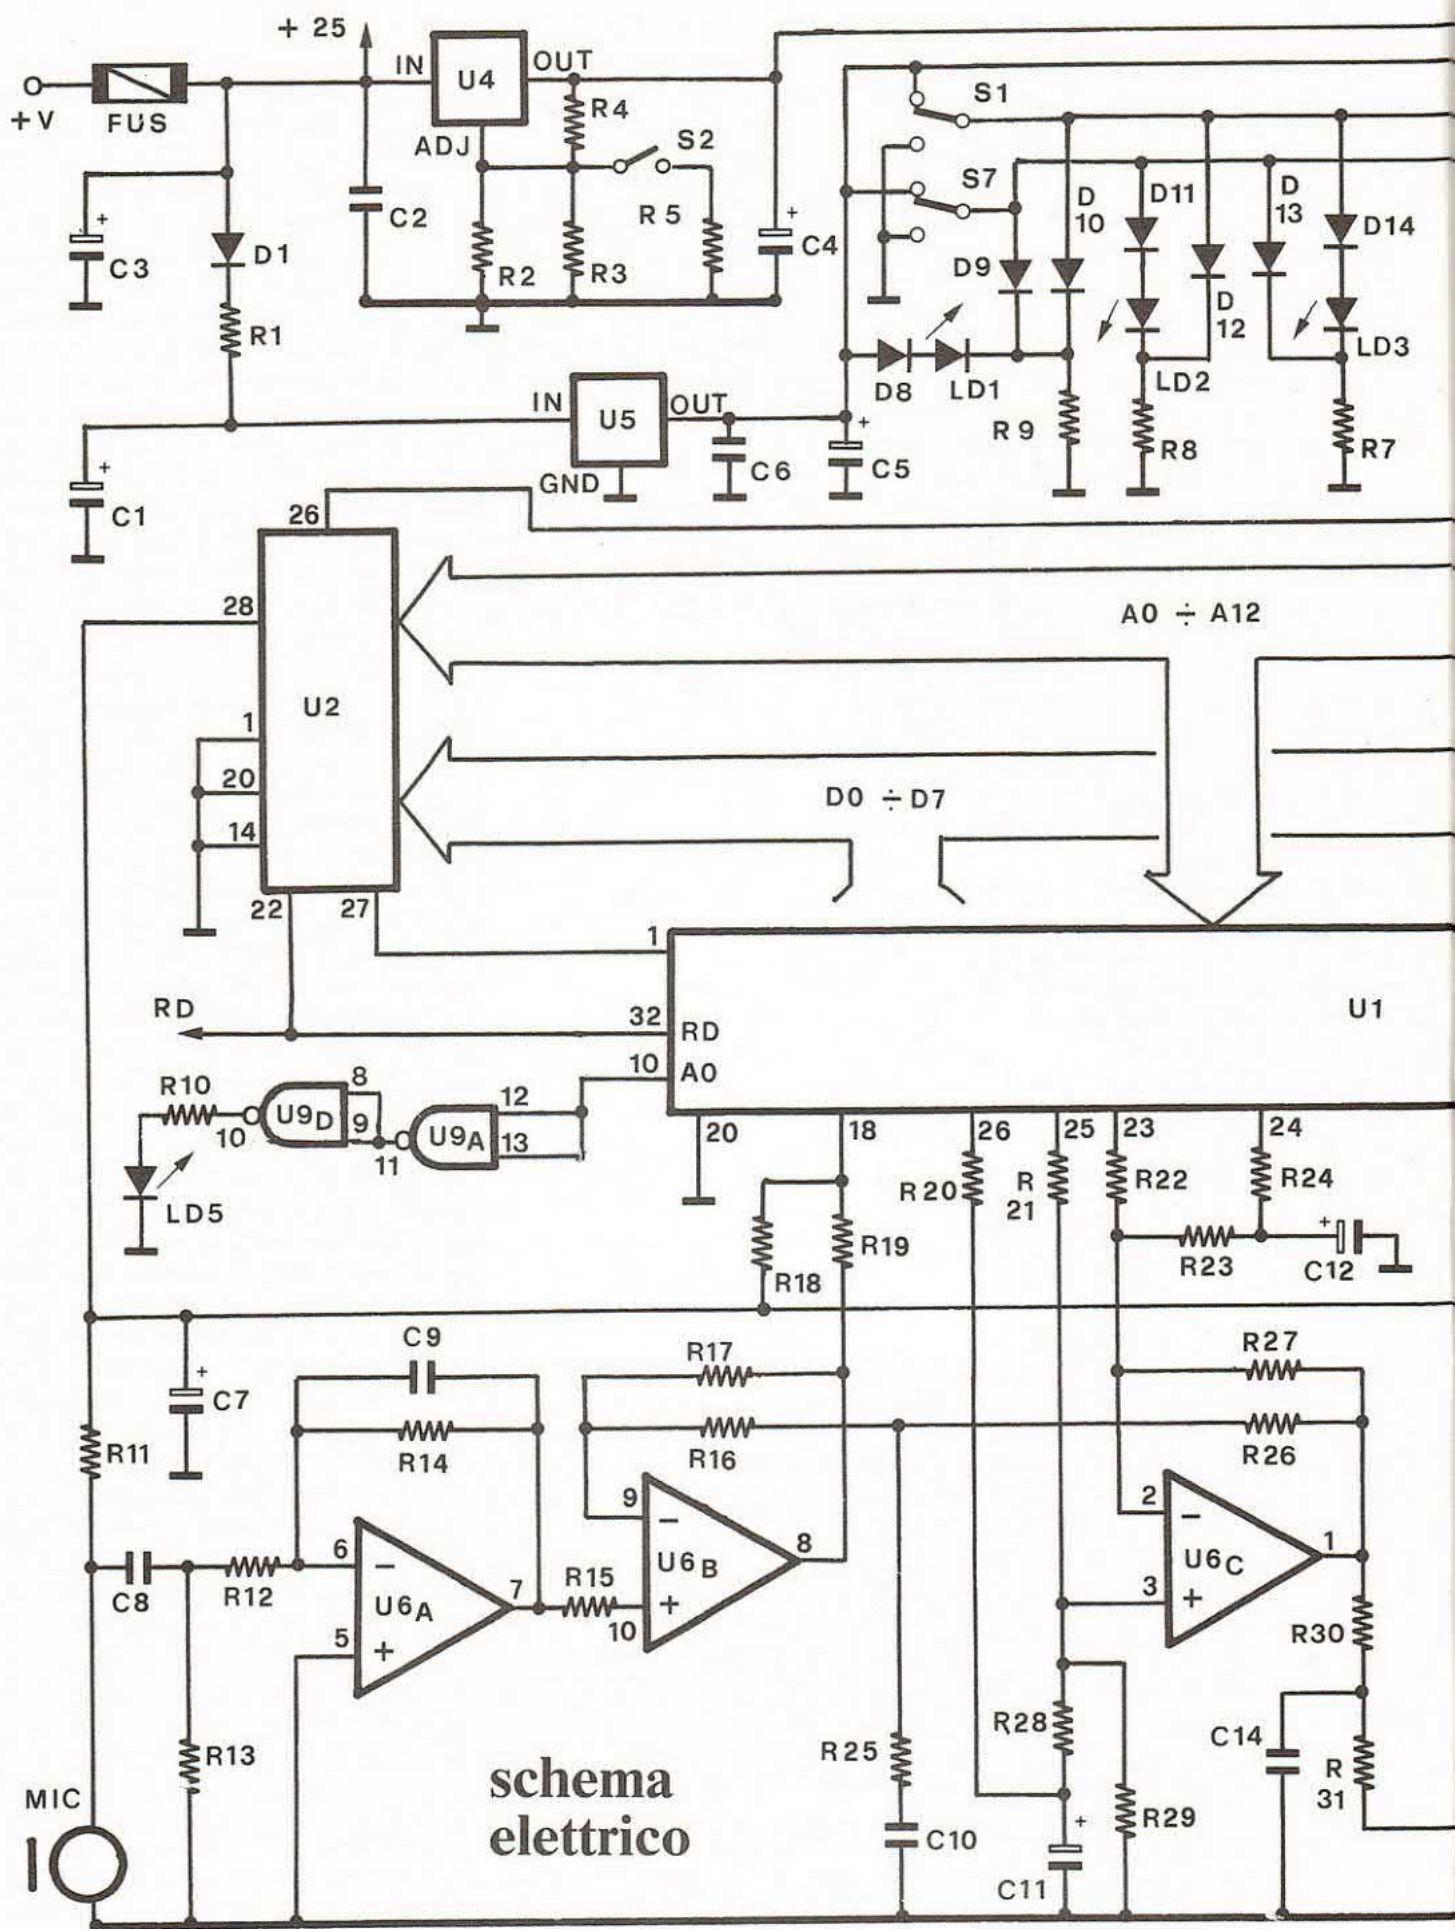 + 25
IN
U4
OUT
+V
FUS
ADJ
R4
S2
S1
S7
C3
+
D1
C2
R2
R3
R5
+
C4
D9
D
10
D11
D
12
D
13
D14
R1
D8
LD1
LD2
LD3
IN
U5
OUT
GND
C6
+
C5
R9
R8
R7
+
C1
26
28
U2
1
20
14
22
27
A0 ÷ A12
D0 ÷ D7
1
U1
RD
32
RD
10
A0
R10
8
U9D
9
10
12
U9A
13
11
LD5
20
18
26
25
23
24
R20
R
21
R22
R24
R18
R19
R23
+
C12
C9
R17
R27
+
C7
R14
R16
R26
R11
C8
R12
6
−
U6A
5
+
7
R15
9
−
U6B
10
+
8
2
−
U6C
3
+
1
R30
R13
R25
R28
C14
R
31
MIC
schema
elettrico
C10
+
C11
R29